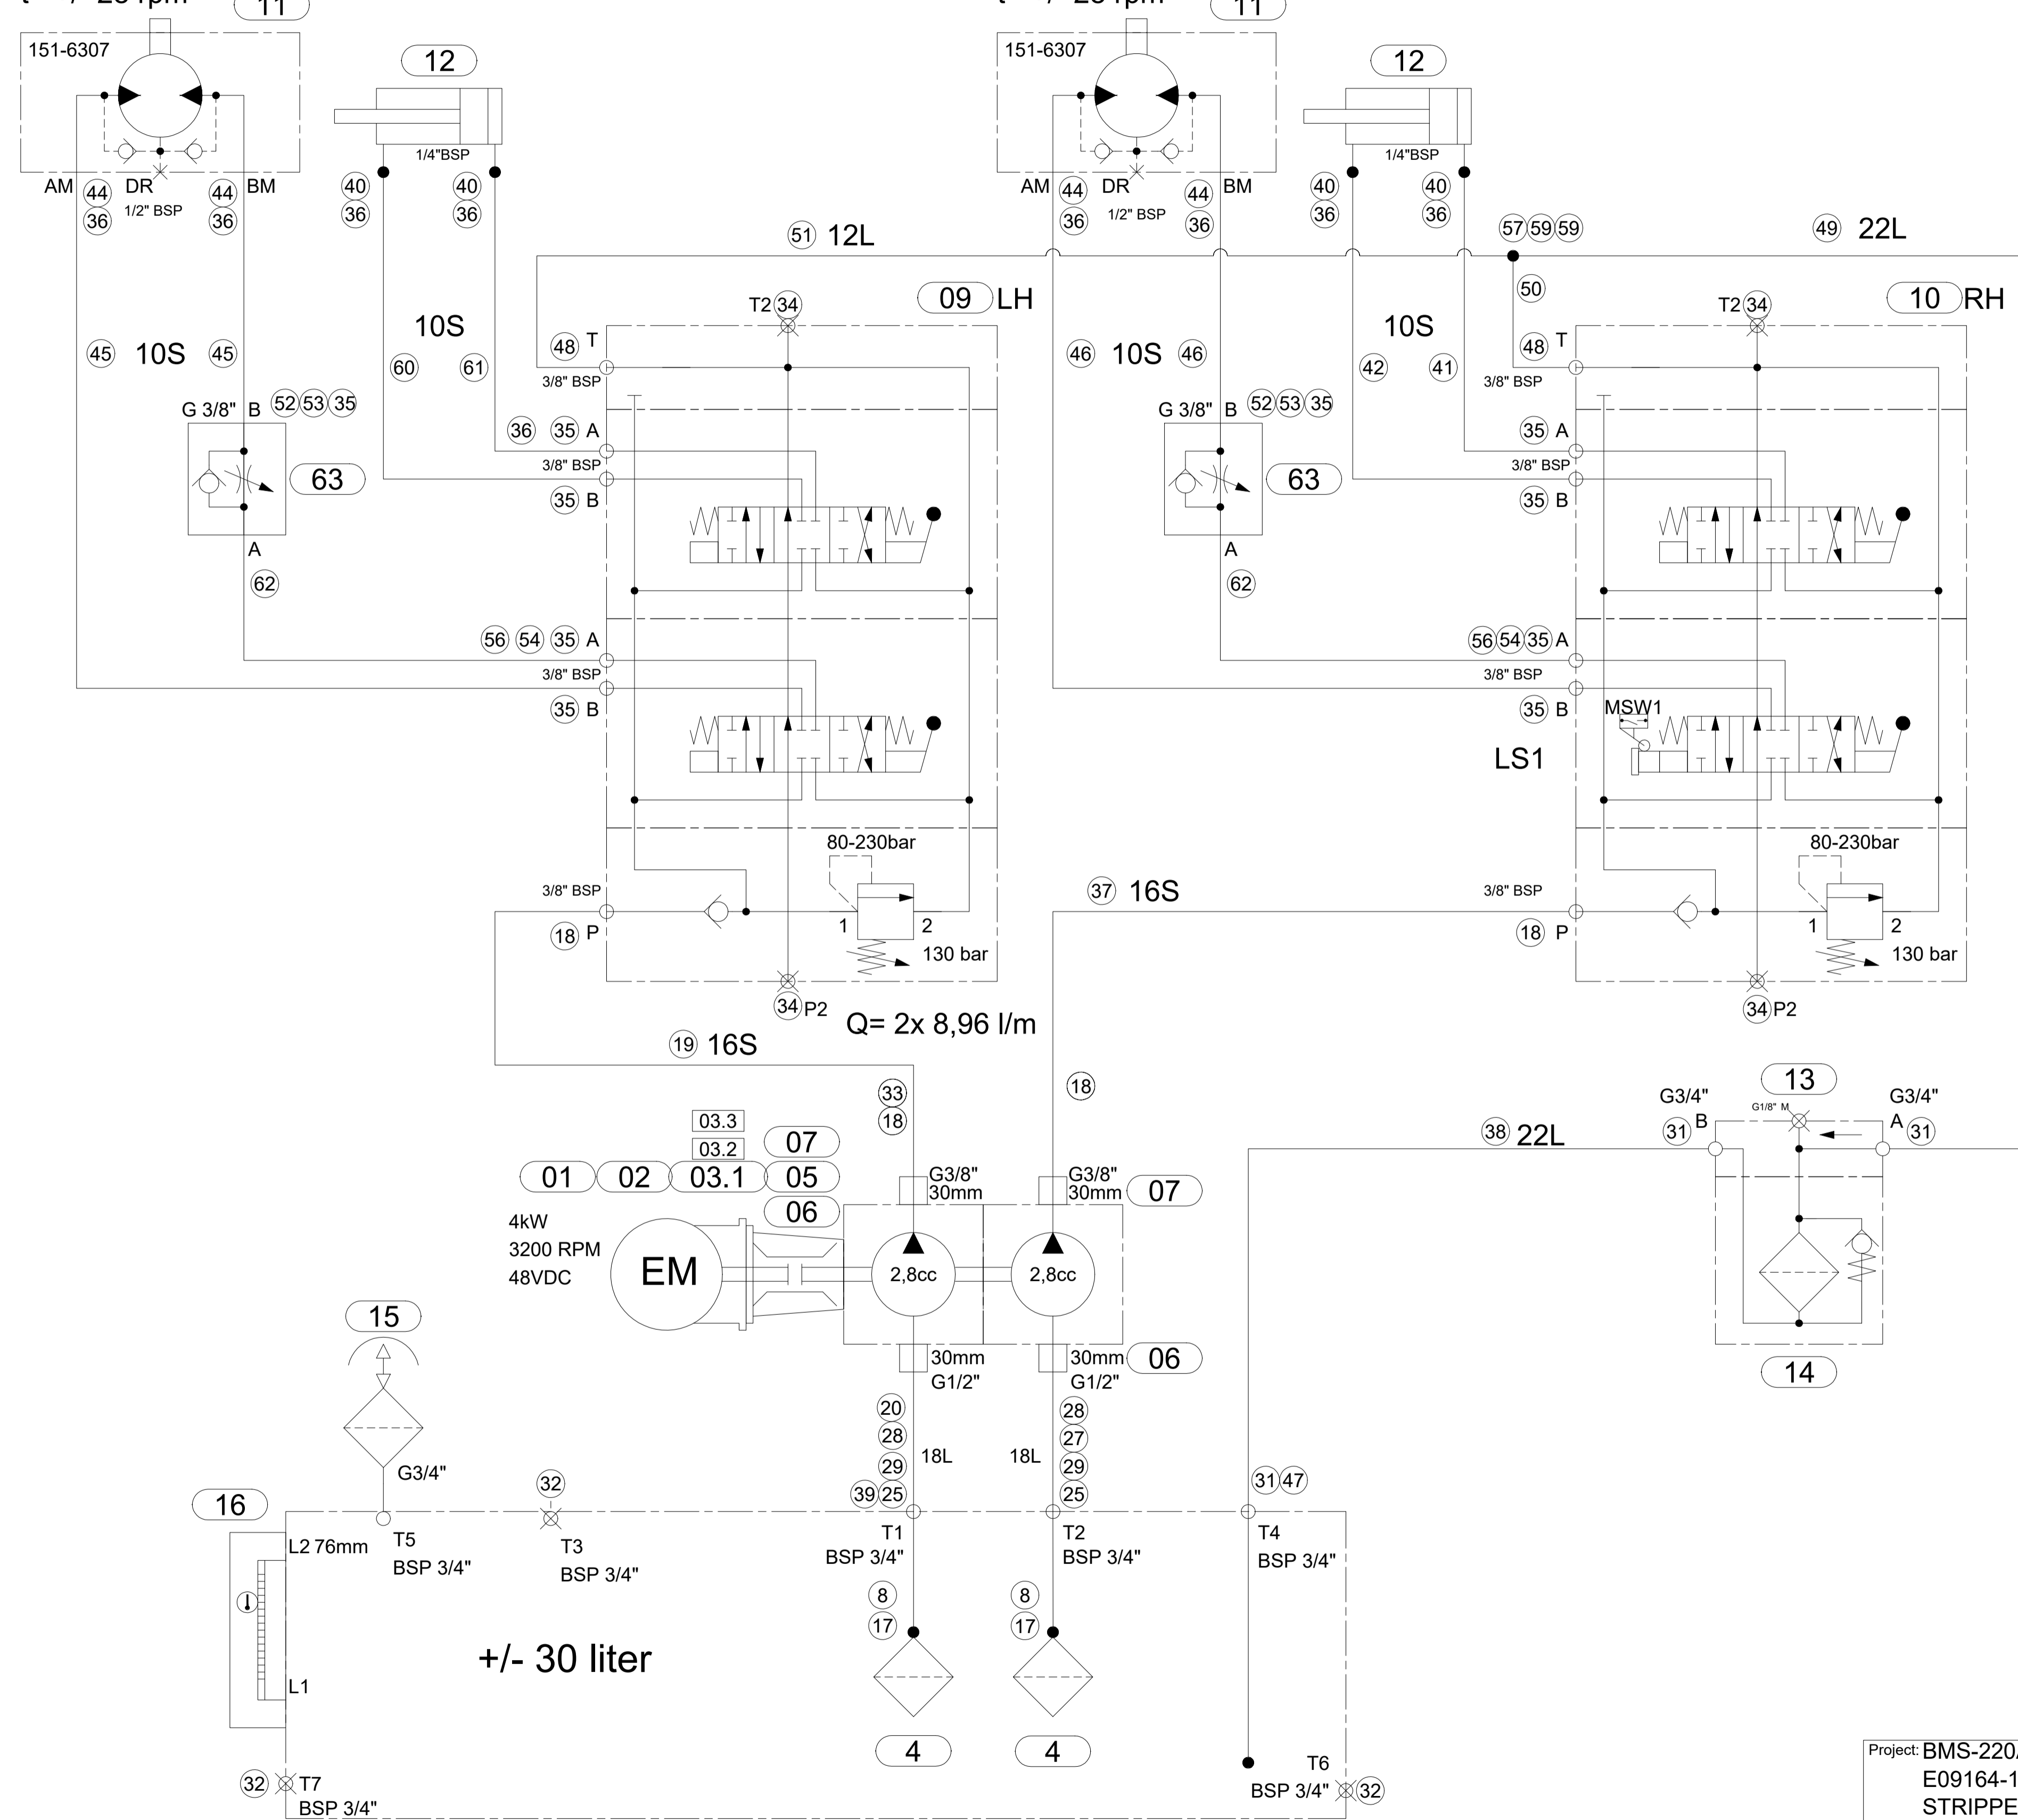 11
11
151-6307
12
1/4"BSP
AM
44
36
DR
1/2" BSP
44
36
BM
40
36
40
36
151-6307
12
1/4"BSP
AM
44
36
DR
1/2" BSP
44
36
BM
40
36
40
36
51 12L
57 59 59
49 22L
50
T2 34
09 LH
T2 34
10 RH
45 10S 45
10S
60 61
48 T
3/8" BSP
46 10S 46
10S
42 41
48 T
3/8" BSP
G 3/8" B 52 53 35
63
A
62
36 35 A
3/8" BSP
35 B
G 3/8" B 52 53 35
63
A
62
35 A
3/8" BSP
35 B
56 54 35 A
3/8" BSP
35 B
56 54 35 A
3/8" BSP
35 B
MSW1
LS1
80-230bar
3/8" BSP
18 P
1 2
130 bar
34 P2
Q= 2x 8,96 l/m
37 16S
80-230bar
3/8" BSP
18 P
1 2
130 bar
34 P2
19 16S
33
18
18
03.3
03.2
07
01 02 03.1 05
06
G3/8"
30mm
G3/8"
30mm
07
4kW
3200 RPM
48VDC
EM
2,8cc
2,8cc
30mm
G1/2"
30mm
G1/2"
06
13
G3/4"
B
31
G1/8" M
G3/4"
A
31
38 22L
14
15
G3/4"
20
28
29
39 25
18L
18L
28
27
29
25
31 47
16
32
L2 76mm
T5
BSP 3/4"
T3
BSP 3/4"
T1
BSP 3/4"
T2
BSP 3/4"
T4
BSP 3/4"
8
17
8
17
+/- 30 liter
L1
4
4
32 T7
BSP 3/4"
T6
BSP 3/4" 32
Project:
E09164-1
STRIPPE